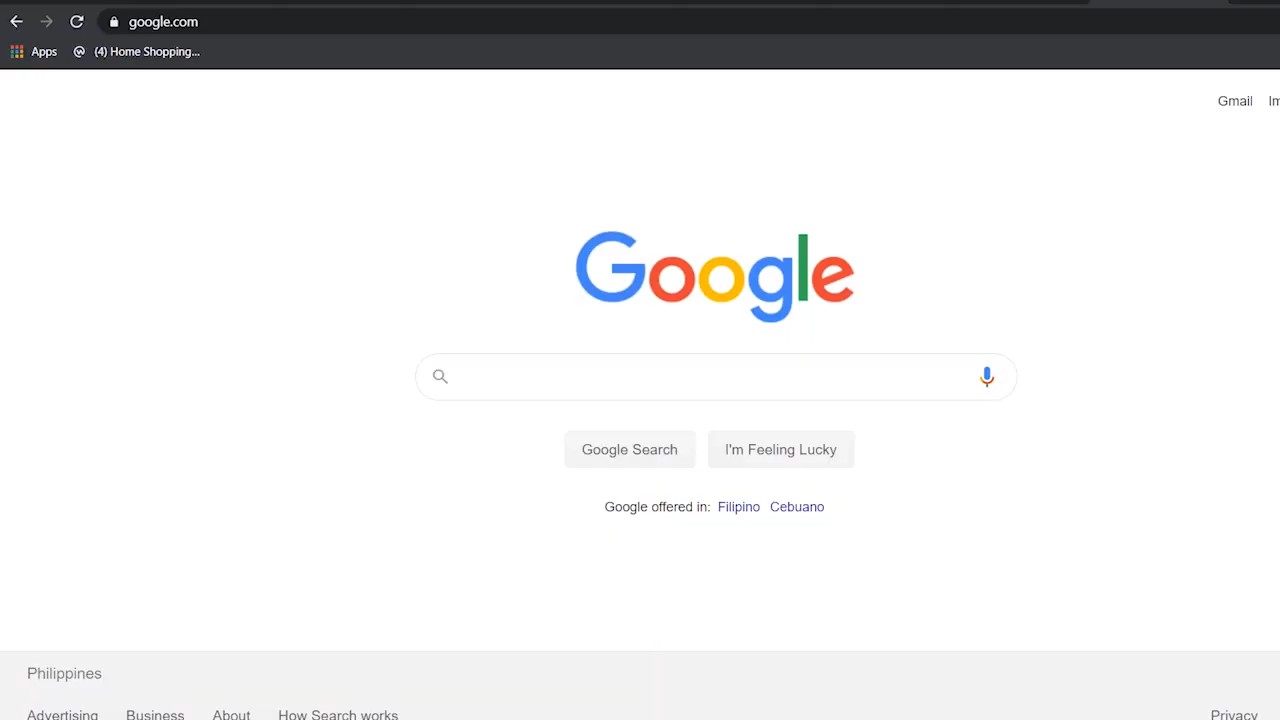 google.com
Apps (4) Home Shopping...
Gmail
Google
Google Search I'm Feeling Lucky
Google offered in: Filipino Cebuano
Philippines
Advertising Business About How Search works Privacy